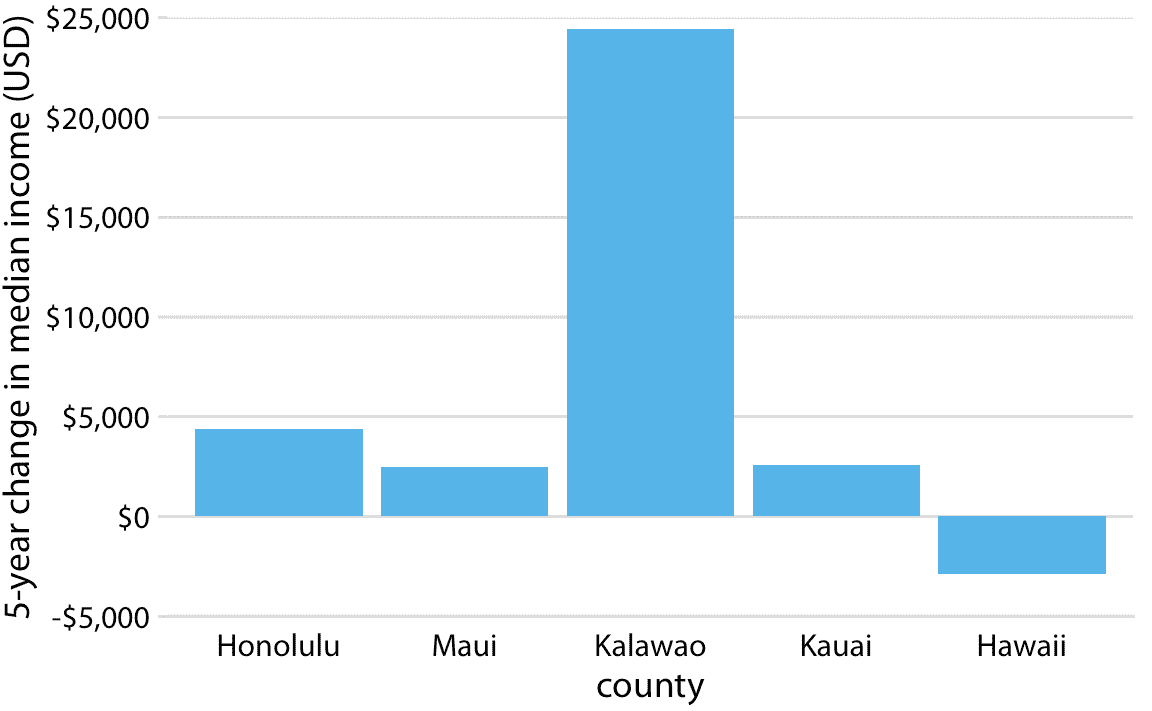 5-year change in median income (USD)
$25,000
$20,000
$15,000
$10,000
$5,000
$0
-$5,000
Honolulu Maui Kalawao Kauai Hawaii
county